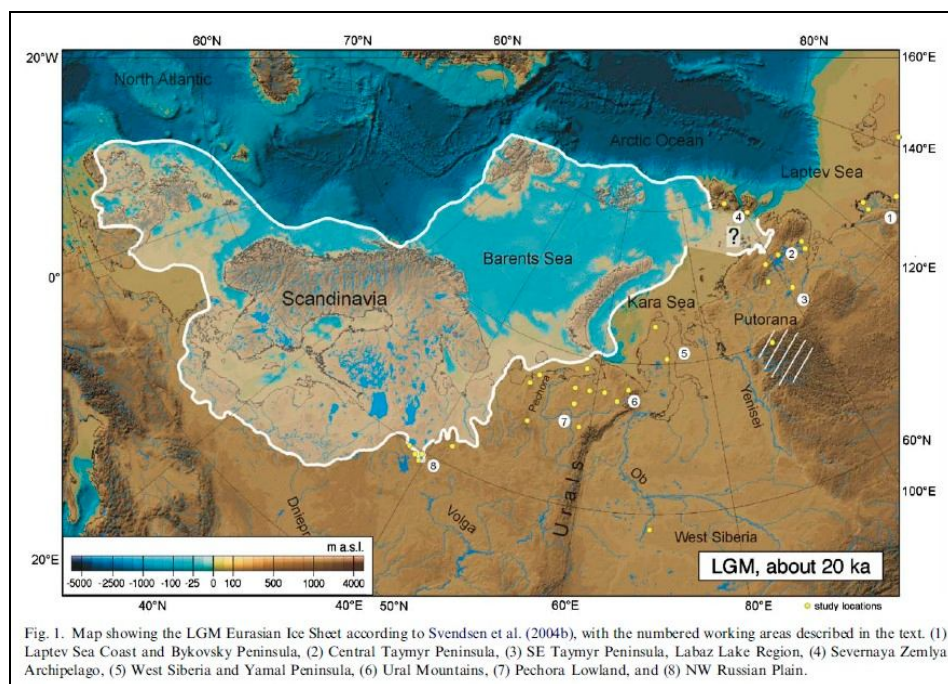 60°N
70°N
80°N
80°N
20°W
160°E
North Atlantic
Arctic Ocean
140°E
Laptev Sea
1
4
?
2
0°
Barents Sea
120°E
Scandinavia
Kara Sea
3
Putorana
5
Pechora
Yenisei
6
7
60°N
8
Ob
Urals
100°E
Dniepr
Volga
West Siberia
m a.s.l.
20°E
-5000 -2500 -100 -25 0 100 500 1000 4000
LGM, about 20 ka
40°N
40°E
50°N
60°E
80°E
study locations
Fig. 1. Map showing the LGM Eurasian Ice Sheet according to Svendsen et al. (2004b), with the numbered working areas described in the text. (1)
Laptev Sea Coast and Bykovsky Peninsula, (2) Central Taymyr Peninsula, (3) SE Taymyr Peninsula, Labaz Lake Region, (4) Severnaya Zemlya
Archipelago, (5) West Siberia and Yamal Peninsula, (6) Ural Mountains, (7) Pechora Lowland, and (8) NW Russian Plain.